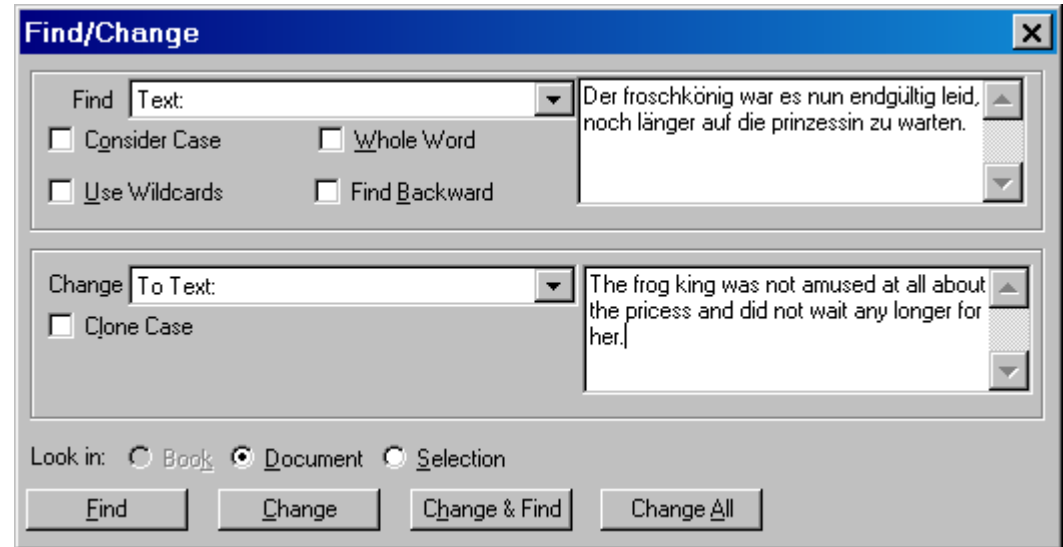 Find/Change
Find Text:
Der froschkönig war es nun endgültig leid,
noch länger auf die prinzessin zu warten.
Consider Case Whole Word
Use Wildcards Find Backward
Change To Text:
The frog king was not amused at all about
the pricess and did not wait any longer for
her.
Clone Case
Look in: Book Document Selection
Find Change Change & Find Change All